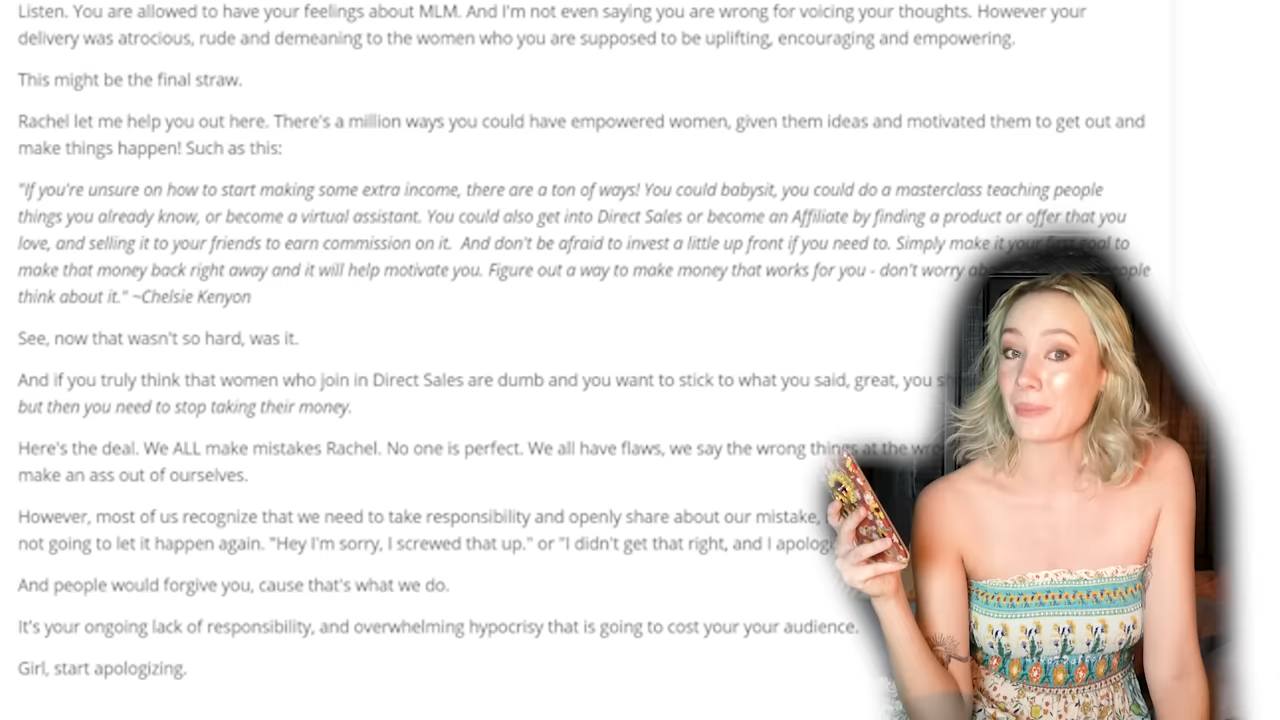 Listen. You are allowed to have your feelings about MLM. And I'm not even saying you are wrong for voicing your thoughts. However your
delivery was atrocious, rude and demeaning to the women who you are supposed to be uplifting, encouraging and empowering.
This might be the final straw.
Rachel let me help you out here. There's a million ways you could have empowered women, given them ideas and motivated them to get out and
make things happen! Such as this:
"If you're unsure on how to start making some extra income, there are a ton of ways! You could babysit, you could do a masterclass teaching people
things you already know, or become a virtual assistant. You could also get into Direct Sales or become an Affiliate by finding a product or offer that you
love, and selling it to your friends to earn commission on it.  And don't be afraid to invest a little up front if you need to. Simply make it your first goal to
make that money back right away and it will help motivate you. Figure out a way to make money that works for you - don't worry
think about it." ~Chelsie Kenyon
See, now that wasn't so hard, was it.
And if you truly think that women who join in Direct Sales are dumb and you want to stick to what you said, great, you
but then you need to stop taking their money.
Here's the deal. We ALL make mistakes Rachel. No one is perfect. We all have flaws, we say the wrong things at the
make an ass out of ourselves.
However, most of us recognize that we need to take responsibility and openly share about our mistake,
not going to let it happen again. "Hey I'm sorry, I screwed that up." or "I didn't get that right, and I
And people would forgive you, cause that's what we do.
It's your ongoing lack of responsibility, and overwhelming hypocrisy that is going to cost your your audience.
Girl, start apologizing.